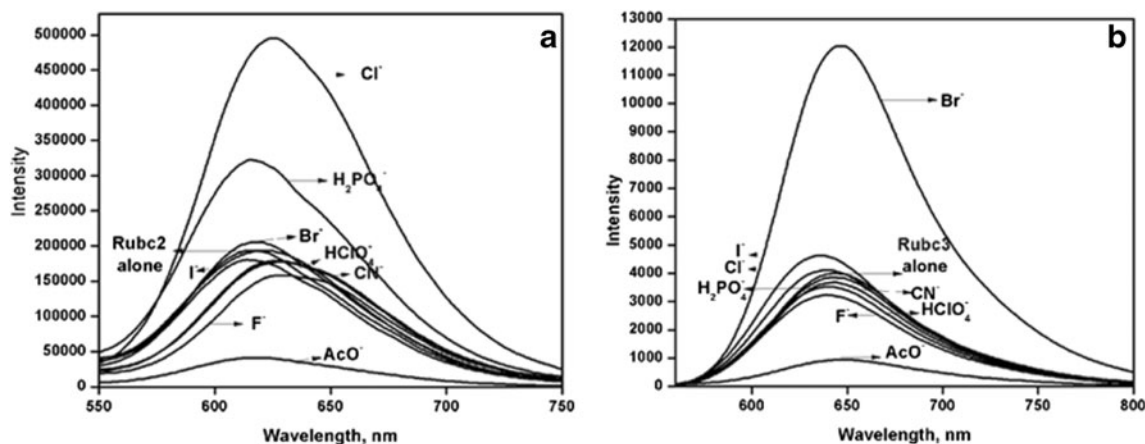 a
500000
450000
400000
350000
300000
250000
200000
150000
100000
50000
0
Intensity
Cl⁻
H₂PO₄⁻
Br⁻
Rubc2
alone
HClO₄⁻
I⁻
CN⁻
F⁻
AcO⁻
550 600 650 700 750
Wavelength, nm
b
13000
12000
11000
10000
9000
8000
7000
6000
5000
4000
3000
2000
1000
0
Intensity
Br⁻
I⁻
Cl⁻
Rubc3
alone
H₂PO₄⁻
CN⁻
HClO₄⁻
F⁻
AcO⁻
600 650 700 750 800
Wavelength, nm